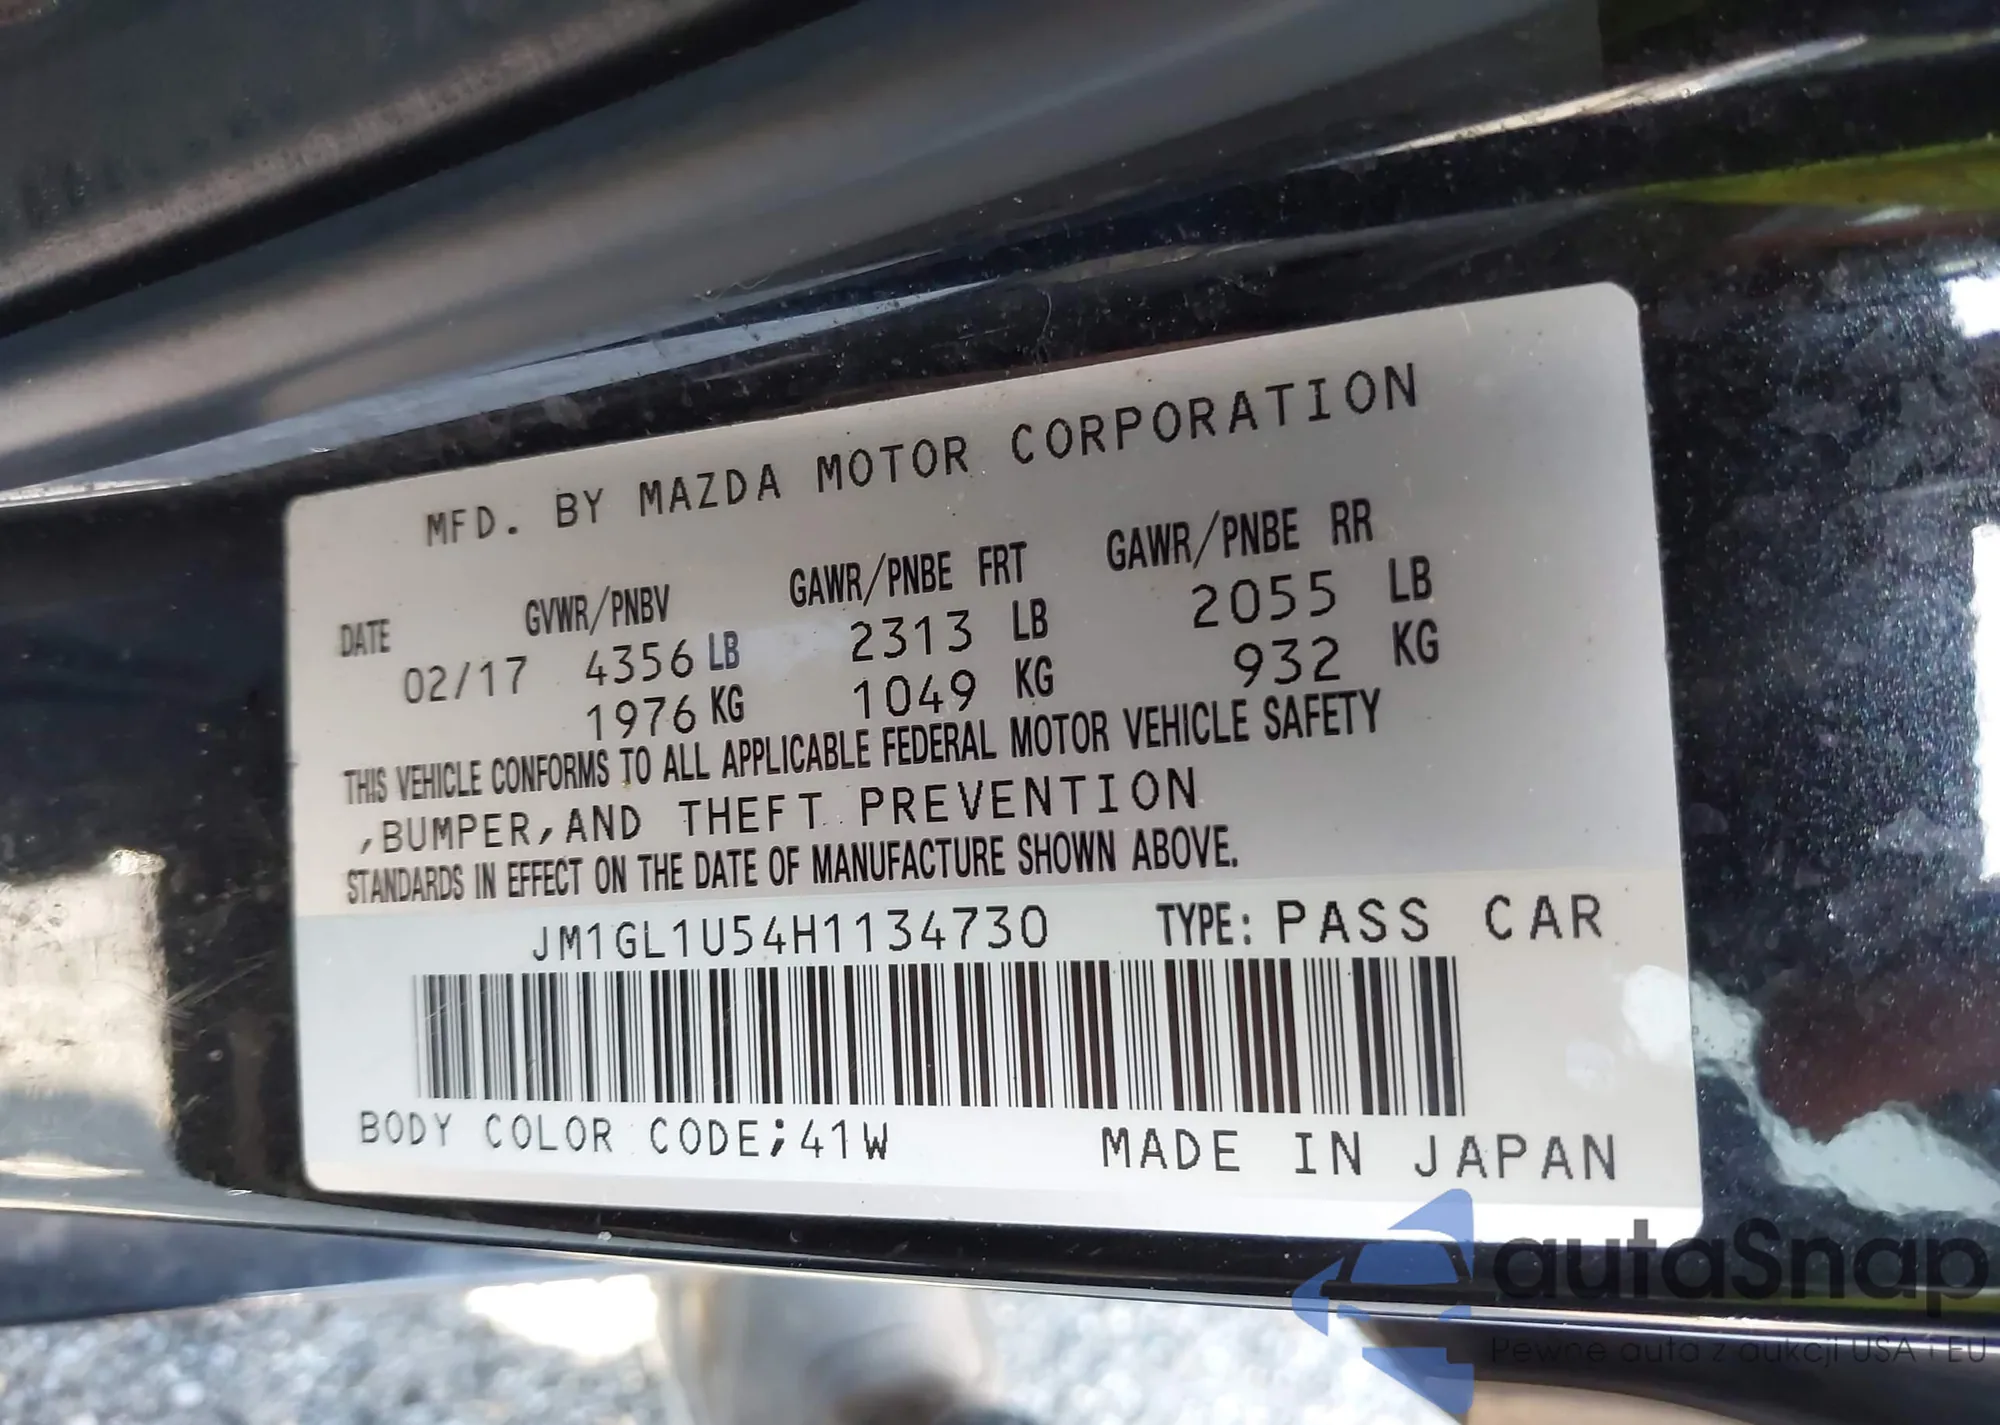 MFD. BY MAZDA MOTOR CORPORATION
DATE GVWR/PNBV GAWR/PNBE FRT GAWR/PNBE RR
02/17 4356 LB 2313 LB 2055 LB
1976 KG 1049 KG 932 KG
THIS VEHICLE CONFORMS TO ALL APPLICABLE FEDERAL MOTOR VEHICLE SAFETY
,BUMPER,AND THEFT PREVENTION
STANDARDS IN EFFECT ON THE DATE OF MANUFACTURE SHOWN ABOVE.
JM1GL1U54H1134730 TYPE: PASS CAR
BODY COLOR CODE;41W MADE IN JAPAN
autaSnap
Pewne auta z aukcji USA i EU